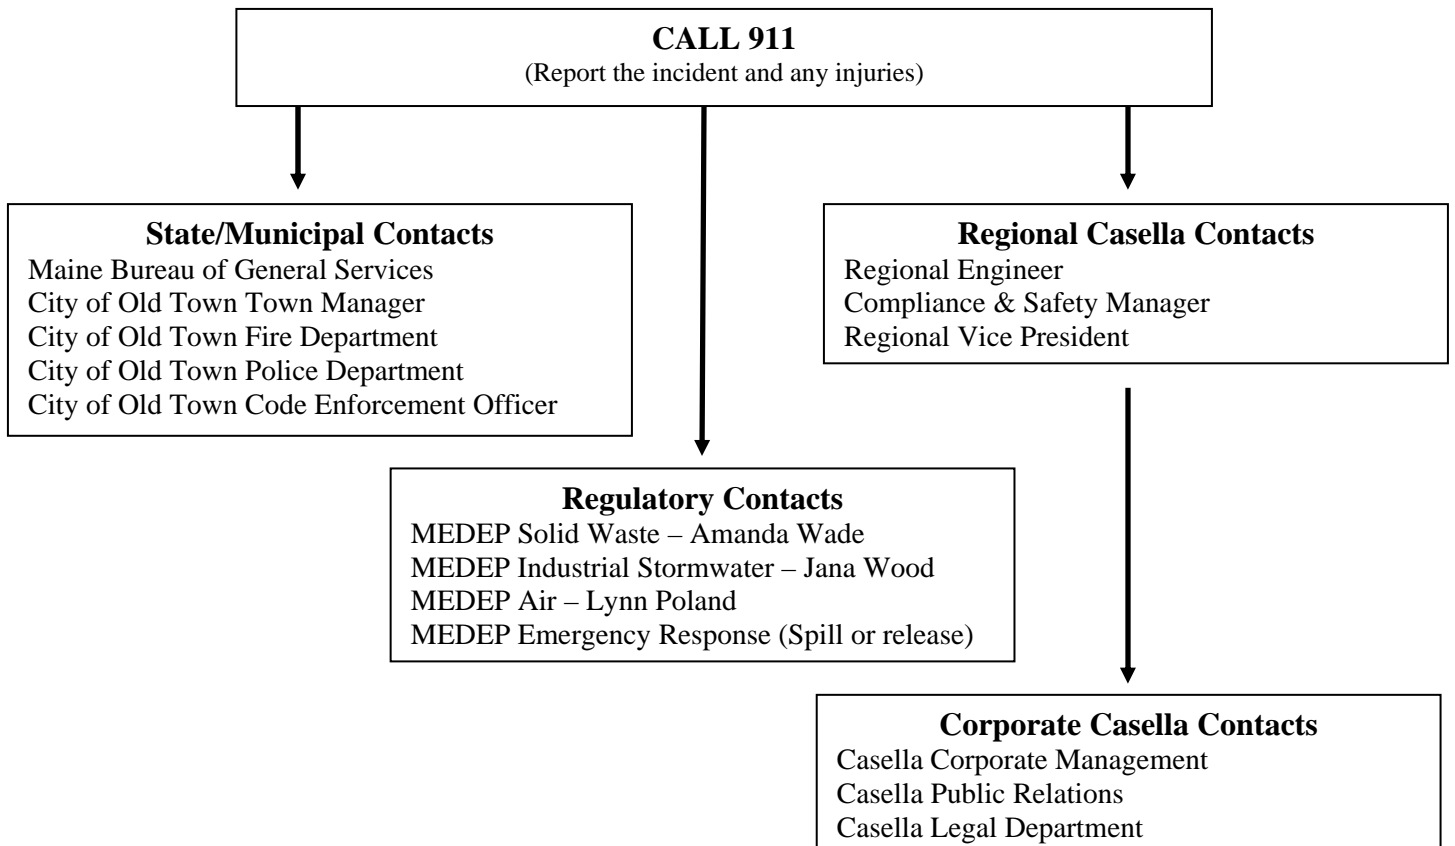 CALL 911
(Report the incident and any injuries)
State/Municipal Contacts
Maine Bureau of General Services
City of Old Town Town Manager
City of Old Town Fire Department
City of Old Town Police Department
City of Old Town Code Enforcement Officer
Regional Casella Contacts
Regional Engineer
Compliance & Safety Manager
Regional Vice President
Regulatory Contacts
MEDEP Solid Waste – Amanda Wade
MEDEP Industrial Stormwater – Jana Wood
MEDEP Air – Lynn Poland
MEDEP Emergency Response (Spill or release)
Corporate Casella Contacts
Casella Corporate Management
Casella Public Relations
Casella Legal Department